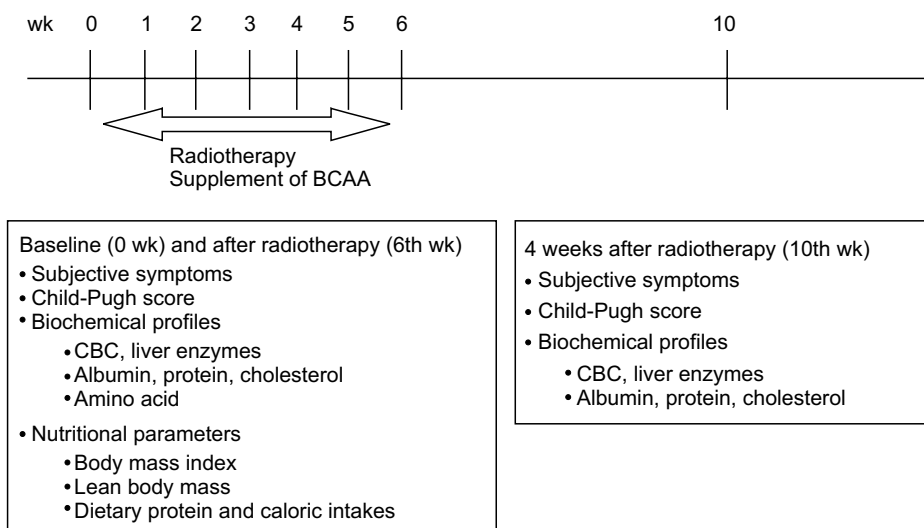 wk 0 1 2 3 4 5 6 10
Radiotherapy
Supplement of BCAA
Baseline (0 wk) and after radiotherapy (6th wk)
• Subjective symptoms
• Child-Pugh score
• Biochemical profiles
• CBC, liver enzymes
• Albumin, protein, cholesterol
• Amino acid
• Nutritional parameters
• Body mass index
• Lean body mass
• Dietary protein and caloric intakes
4 weeks after radiotherapy (10th wk)
• Subjective symptoms
• Child-Pugh score
• Biochemical profiles
• CBC, liver enzymes
• Albumin, protein, cholesterol